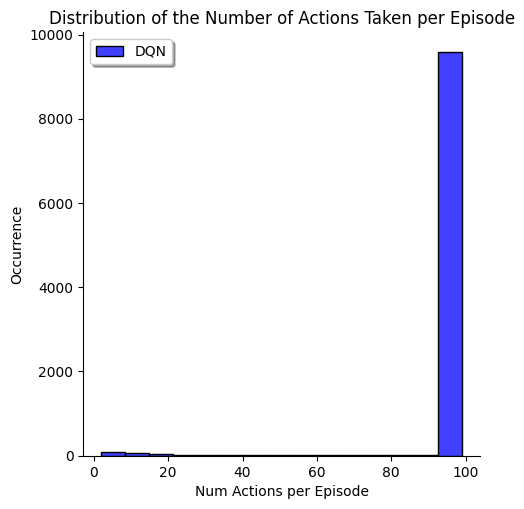 Distribution of the Number of Actions Taken per Episode
DQN
10000
8000
6000
4000
2000
0
Occurrence
0 20 40 60 80 100
Num Actions per Episode